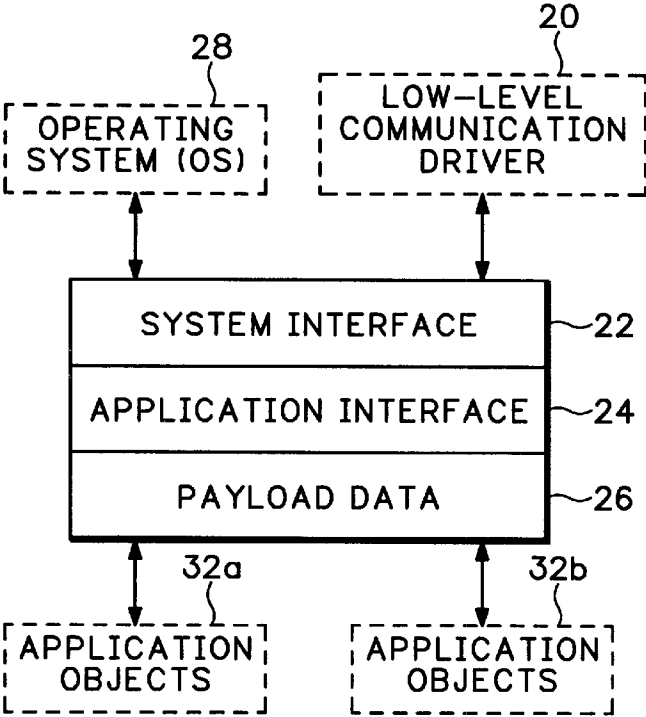 28
20
OPERATING
SYSTEM (OS)
LOW-LEVEL
COMMUNICATION
DRIVER
SYSTEM INTERFACE
22
APPLICATION INTERFACE
24
PAYLOAD DATA
26
32a
32b
APPLICATION
OBJECTS
APPLICATION
OBJECTS